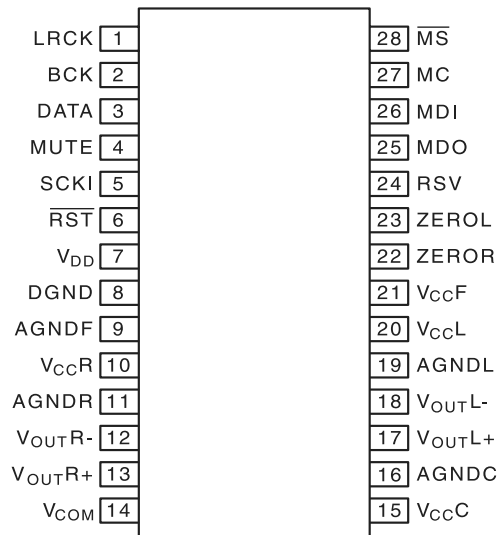 LRCK 1 28 M̅S̅
BCK 2 27 MC
DATA 3 26 MDI
MUTE 4 25 MDO
SCKI 5 24 RSV
R̅S̅T̅ 6 23 ZEROL
VDD 7 22 ZEROR
DGND 8 21 VCCF
AGNDF 9 20 VCCL
VCCR 10 19 AGNDL
AGNDR 11 18 VOUTL-
VOUTR- 12 17 VOUTL+
VOUTR+ 13 16 AGNDC
VCOM 14 15 VCCC